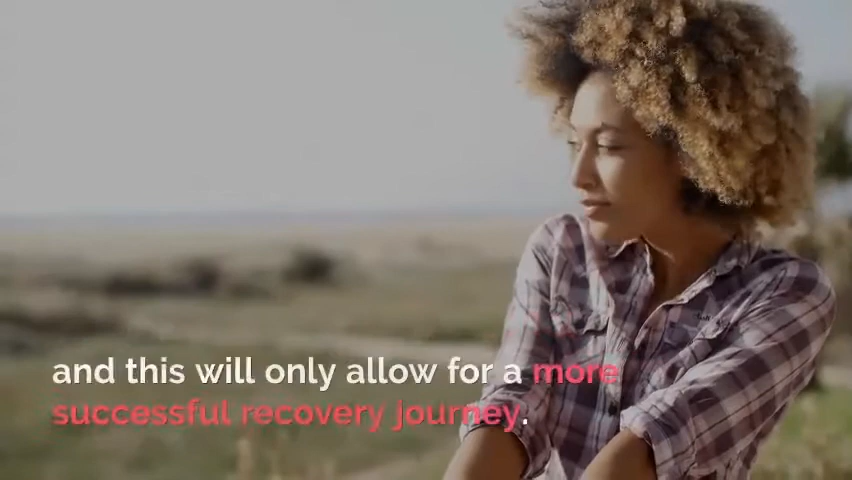 and this will only allow for a more
successful recovery journey.